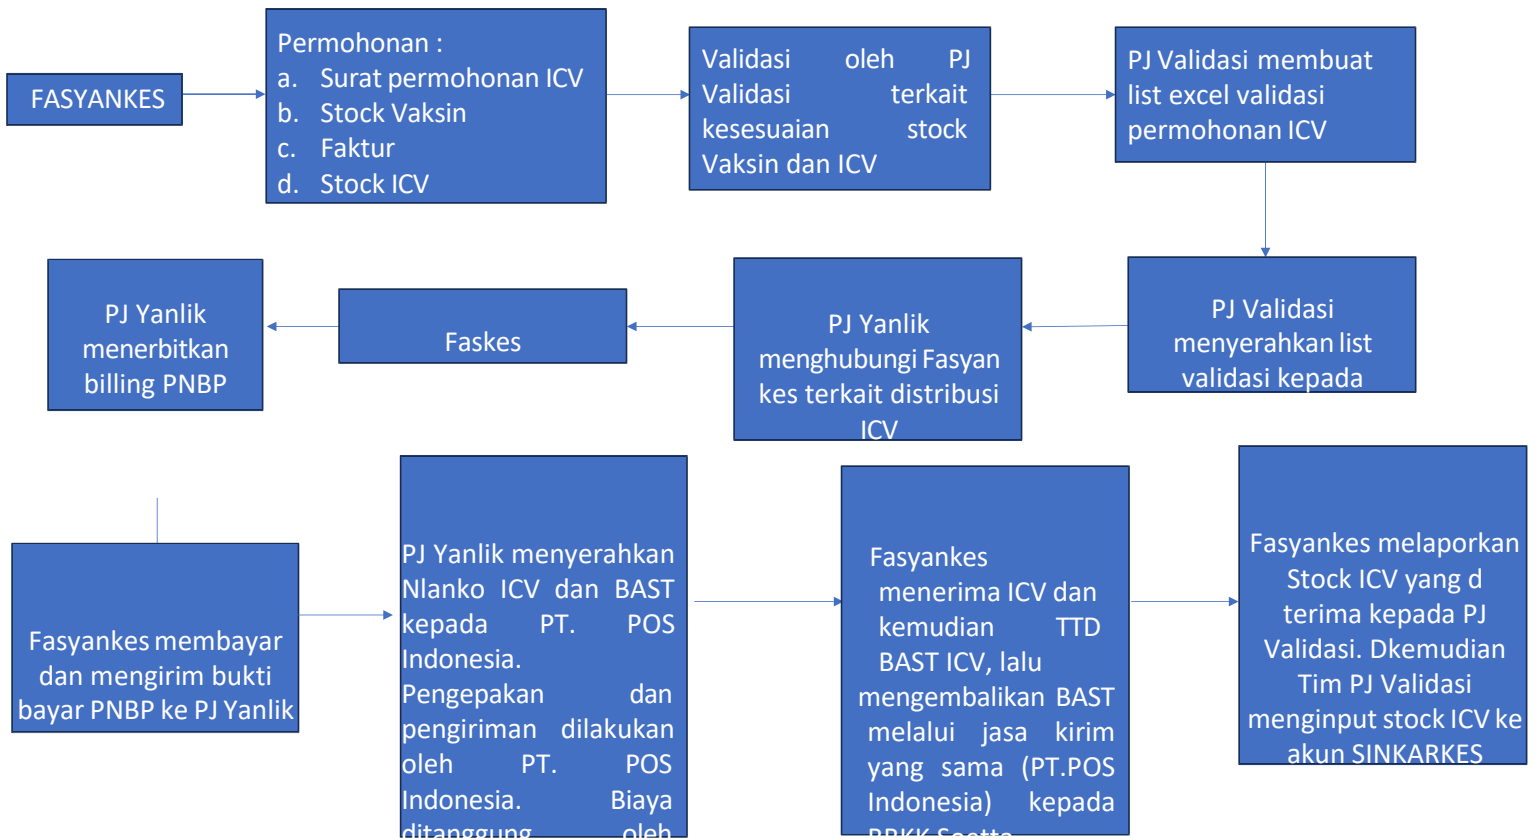 FASYANKES
Permohonan :
a. Surat permohonan ICV
b. Stock Vaksin
c. Faktur
d. Stock ICV
Validasi oleh PJ
Validasi terkait
kesesuaian stock
Vaksin dan ICV
PJ Validasi membuat
list excel validasi
permohonan ICV
PJ Validasi
menyerahkan list
validasi kepada
PJ Yanlik
menghubungi Fasyan
kes terkait distribusi
ICV
Faskes
PJ Yanlik
menerbitkan
billing PNBP
Fasyankes membayar
dan mengirim bukti
bayar PNBP ke PJ Yanlik
PJ Yanlik menyerahkan
Nlanko ICV dan BAST
kepada PT. POS
Indonesia.
Pengepakan dan
pengiriman dilakukan
oleh PT. POS
Indonesia. Biaya
ditanggung oleh
Fasyankes
menerima ICV dan
kemudian TTD
BAST ICV, lalu
mengembalikan BAST
melalui jasa kirim
yang sama (PT.POS
Indonesia) kepada
Fasyankes melaporkan
Stock ICV yang d
terima kepada PJ
Validasi. Dkemudian
Tim PJ Validasi
menginput stock ICV ke
akun SINKARKES